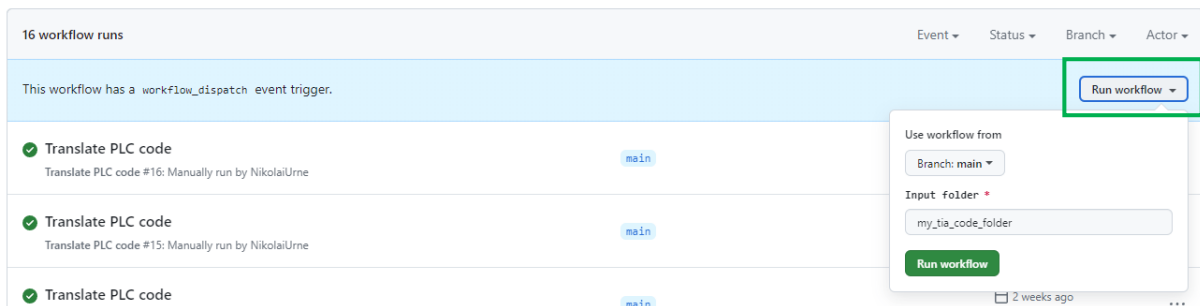 16 workflow runs
Event Status Branch Actor
This workflow has a workflow_dispatch event trigger.
Run workflow
Use workflow from
Branch: main
Input folder *
my_tia_code_folder
Run workflow
Translate PLC code
main
Translate PLC code #16: Manually run by NikolaiUrne
Translate PLC code
main
Translate PLC code #15: Manually run by NikolaiUrne
Translate PLC code
main
2 weeks ago